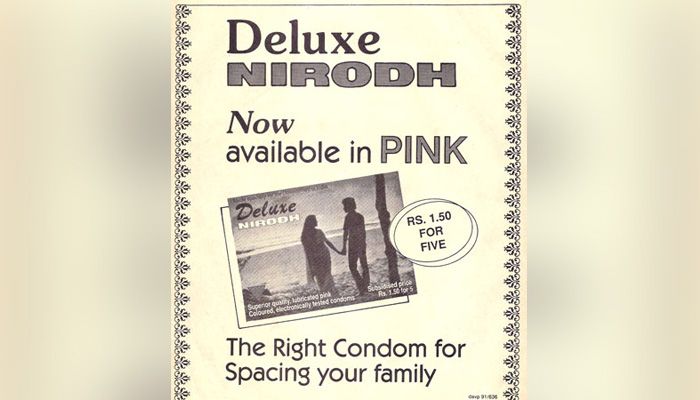 Deluxe
NIRODH
Now
available in PINK
Deluxe
NIRODH
RS. 1.50
FOR
FIVE
Superior quality, lubricated pink
Coloured, electronically tested condoms
Subsidised price
Rs. 1.50 for 5
The Right Condom for
Spacing your family
davp 91/636